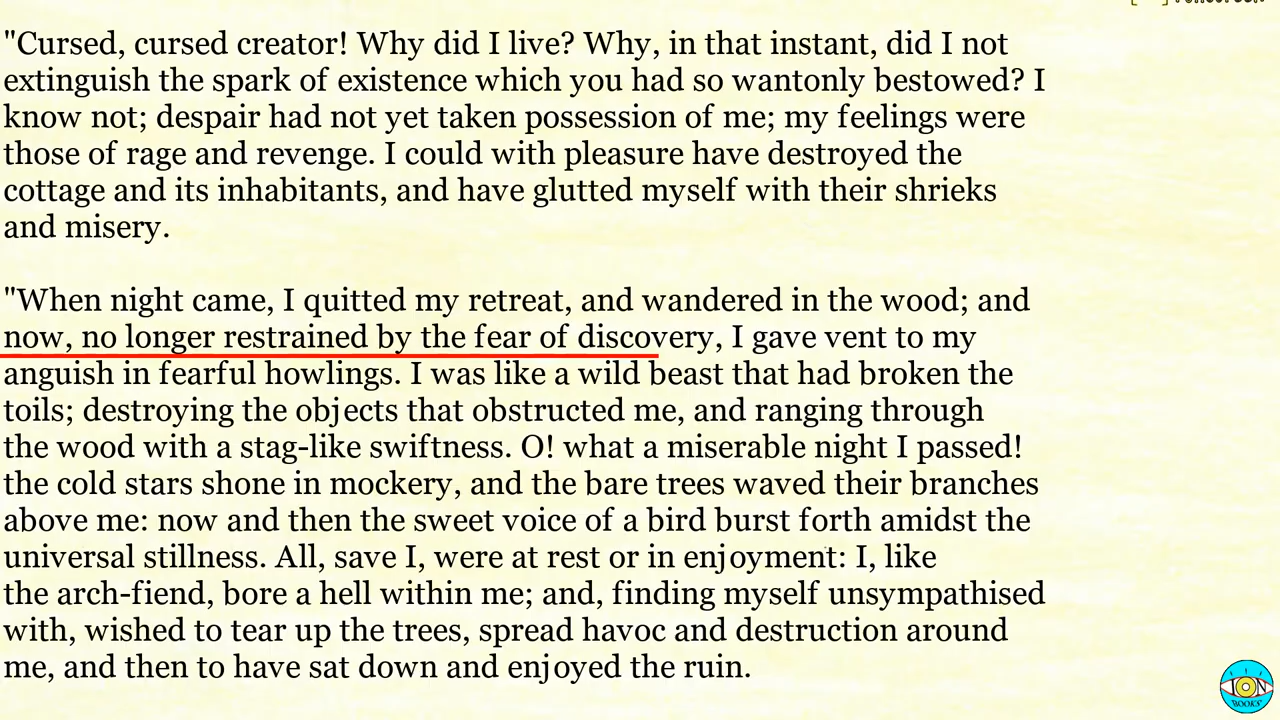 "Cursed, cursed creator! Why did I live? Why, in that instant, did I not
extinguish the spark of existence which you had so wantonly bestowed? I
know not; despair had not yet taken possession of me; my feelings were
those of rage and revenge. I could with pleasure have destroyed the
cottage and its inhabitants, and have glutted myself with their shrieks
and misery.
"When night came, I quitted my retreat, and wandered in the wood; and
now, no longer restrained by the fear of discovery, I gave vent to my
anguish in fearful howlings. I was like a wild beast that had broken the
toils; destroying the objects that obstructed me, and ranging through
the wood with a stag-like swiftness. O! what a miserable night I passed!
the cold stars shone in mockery, and the bare trees waved their branches
above me: now and then the sweet voice of a bird burst forth amidst the
universal stillness. All, save I, were at rest or in enjoyment: I, like
the arch-fiend, bore a hell within me; and, finding myself unsympathised
with, wished to tear up the trees, spread havoc and destruction around
me, and then to have sat down and enjoyed the ruin.
ION
BOOKS